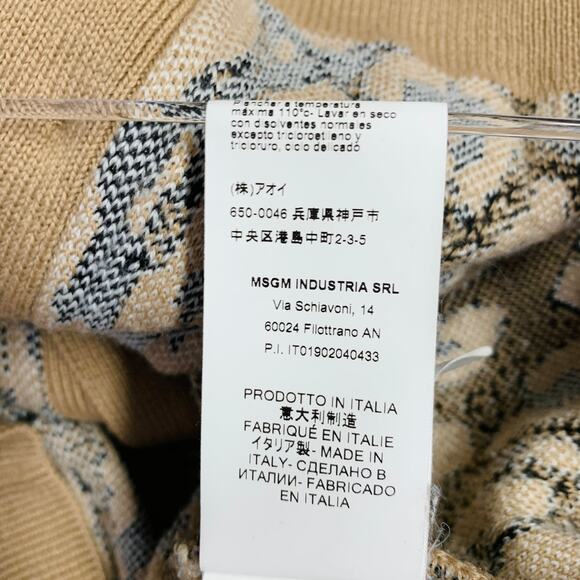 Planchar a temperatura
máxima 110°c- Lavar en seco
con disolventes normales
excepto tricloroetileno y
tricloruro, ciclo delicado
(株)アオイ
650-0046 兵庫県神戸市
中央区港島中町2-3-5
MSGM INDUSTRIA SRL
Via Schiavoni, 14
60024 Filottrano AN
P.I. IT01902040433
PRODOTTO IN ITALIA
意大利制造
FABRIQUÉ EN ITALIE
イタリア製- MADE IN
ITALY- СДЕЛАНО В
ИТАЛИИ- FABRICADO
EN ITALIA